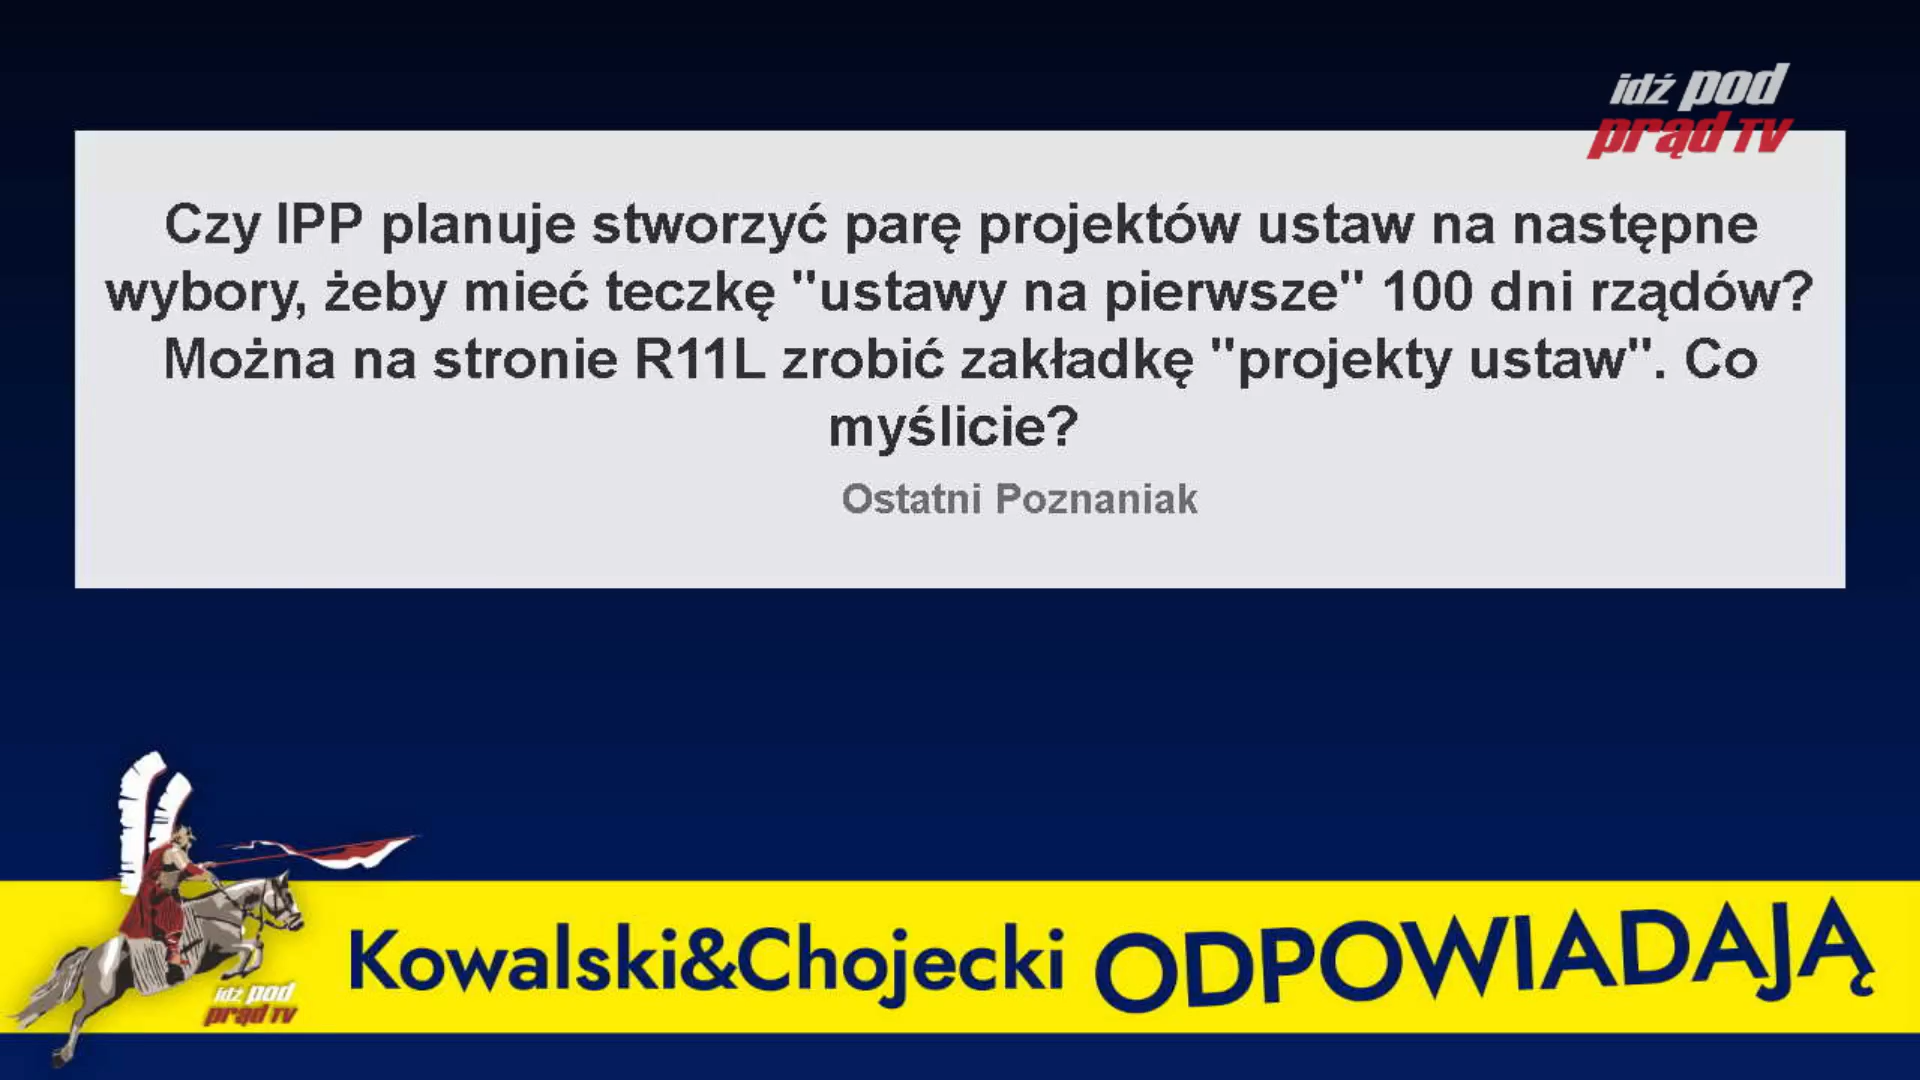 idź pod
prąd TV
Czy IPP planuje stworzyć parę projektów ustaw na następne
wybory, żeby mieć teczkę "ustawy na pierwsze" 100 dni rządów?
Można na stronie R11L zrobić zakładkę "projekty ustaw". Co
myślicie?
Ostatni Poznaniak
Kowalski&Chojecki ODPOWIADAJĄ
idź pod
prąd TV